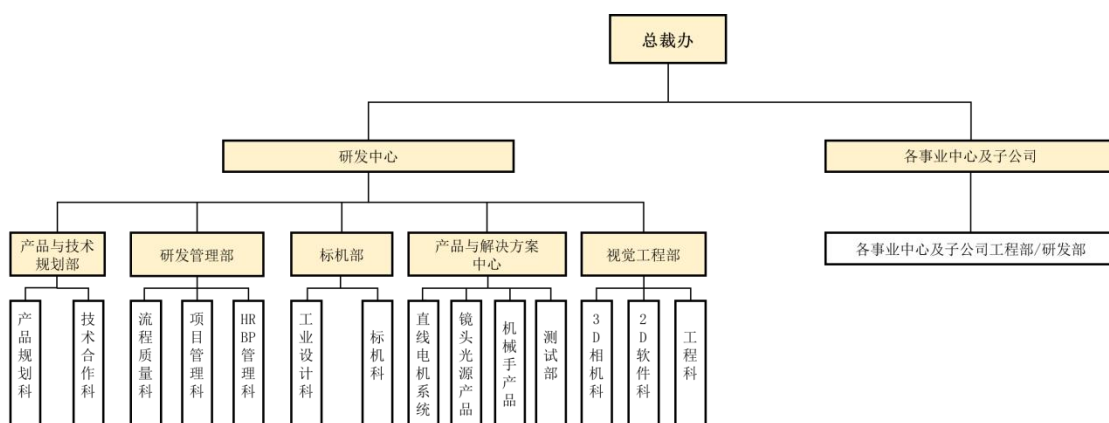 总裁办
研发中心
各事业中心及子公司
产品与技术
规划部
研发管理部
标机部
产品与解决方案
中心
视觉工程部
各事业中心及子公司工程部/研发部
产品规划科
技术合作科
流程质量科
项目管理科
HRBP管理科
工业设计科
标机科
直线电机系统
镜头光源产品
机械手产品
测试部
3D相机科
2D软件科
工程科